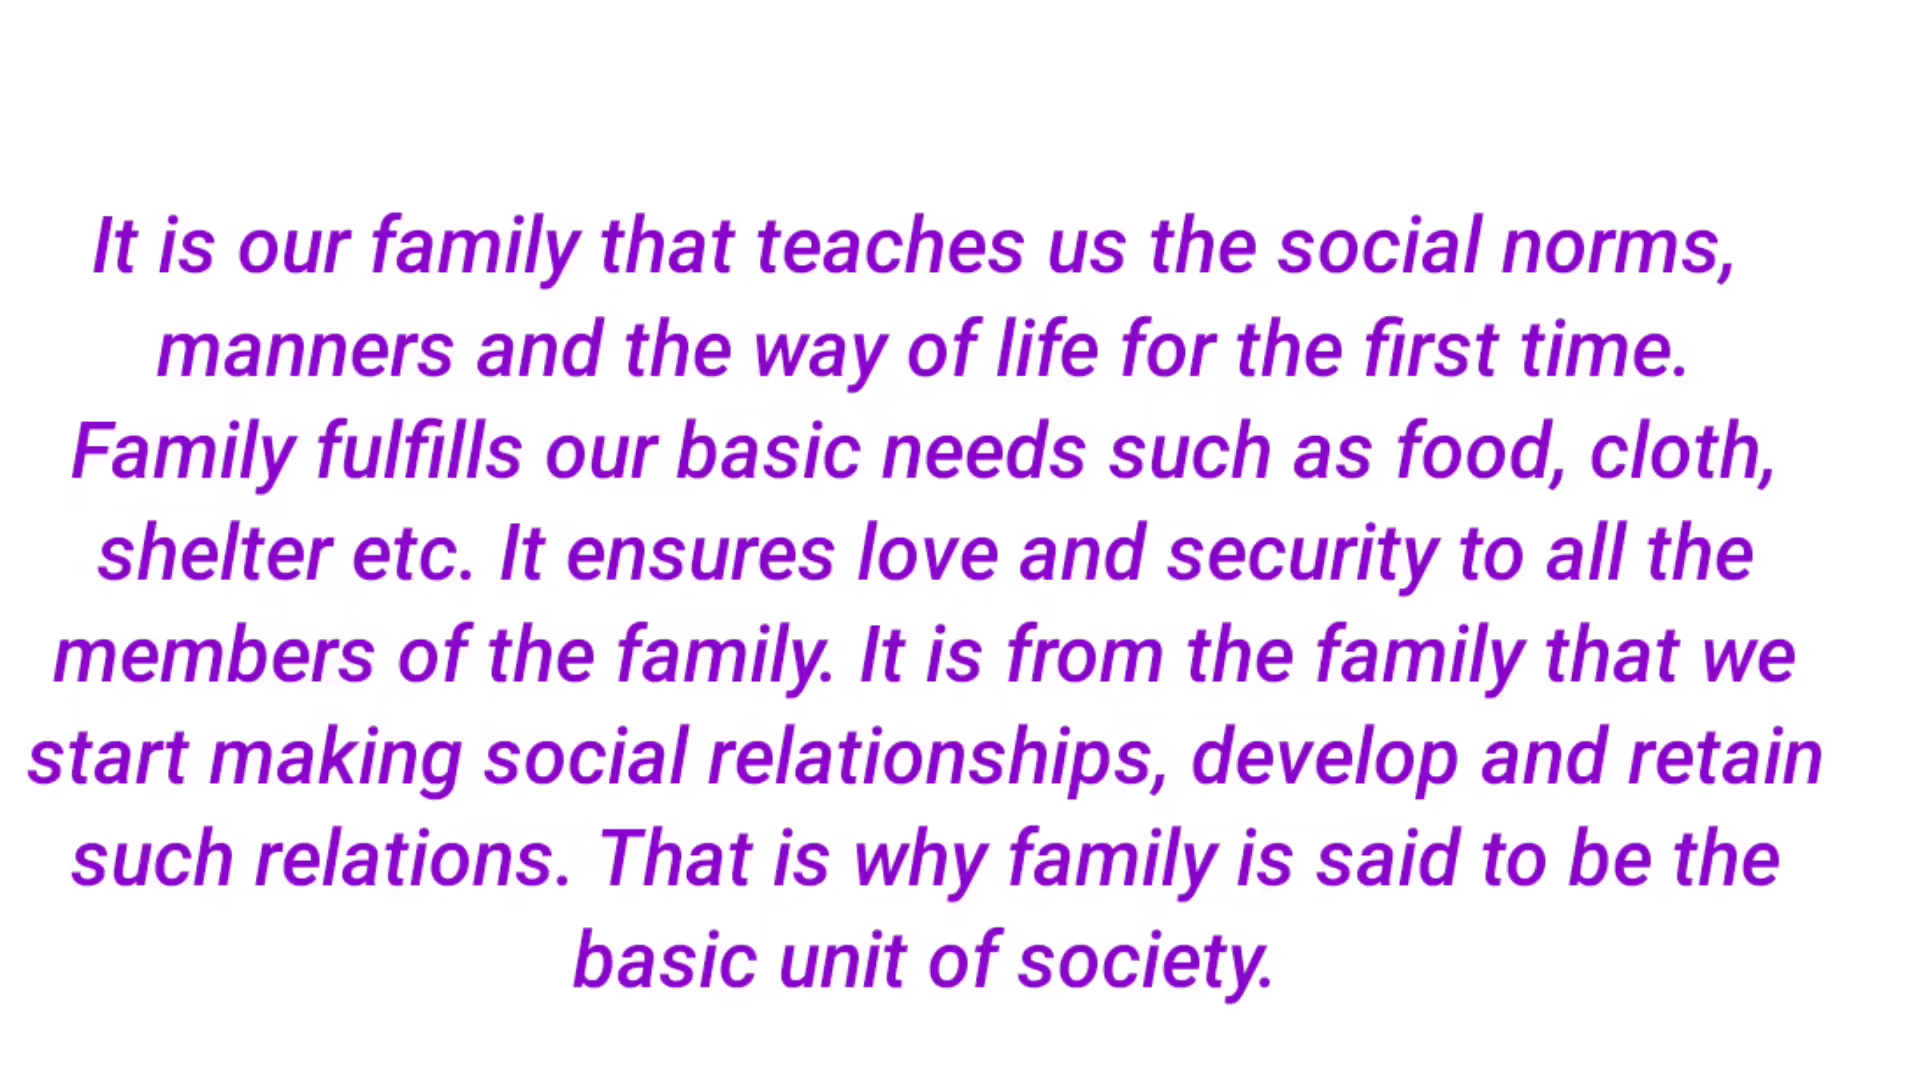 It is our family that teaches us the social norms,
manners and the way of life for the first time.
Family fulfills our basic needs such as food, cloth,
shelter etc. It ensures love and security to all the
members of the family. It is from the family that we
start making social relationships, develop and retain
such relations. That is why family is said to be the
basic unit of society.